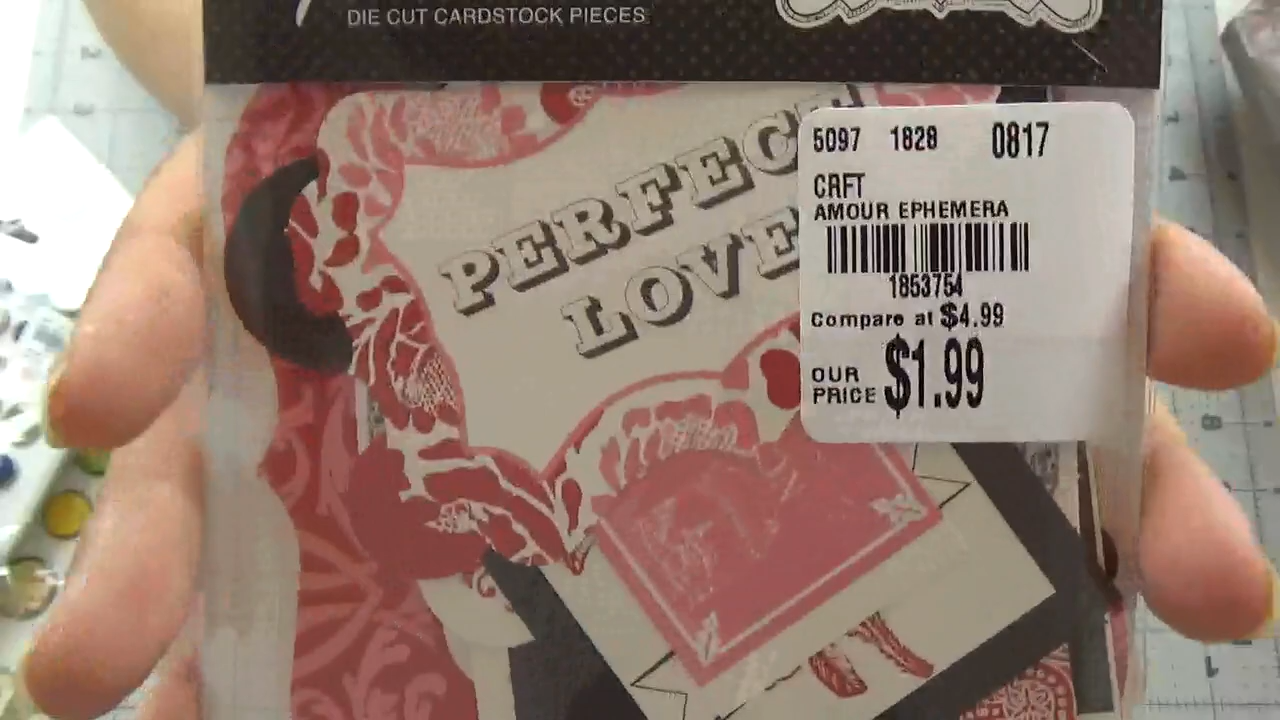 DIE CUT CARDSTOCK PIECES
PERFECT
LOVE
5097 1828 0817
CRFT
AMOUR EPHEMERA
1853754
Compare at $4.99
OUR PRICE $1.99